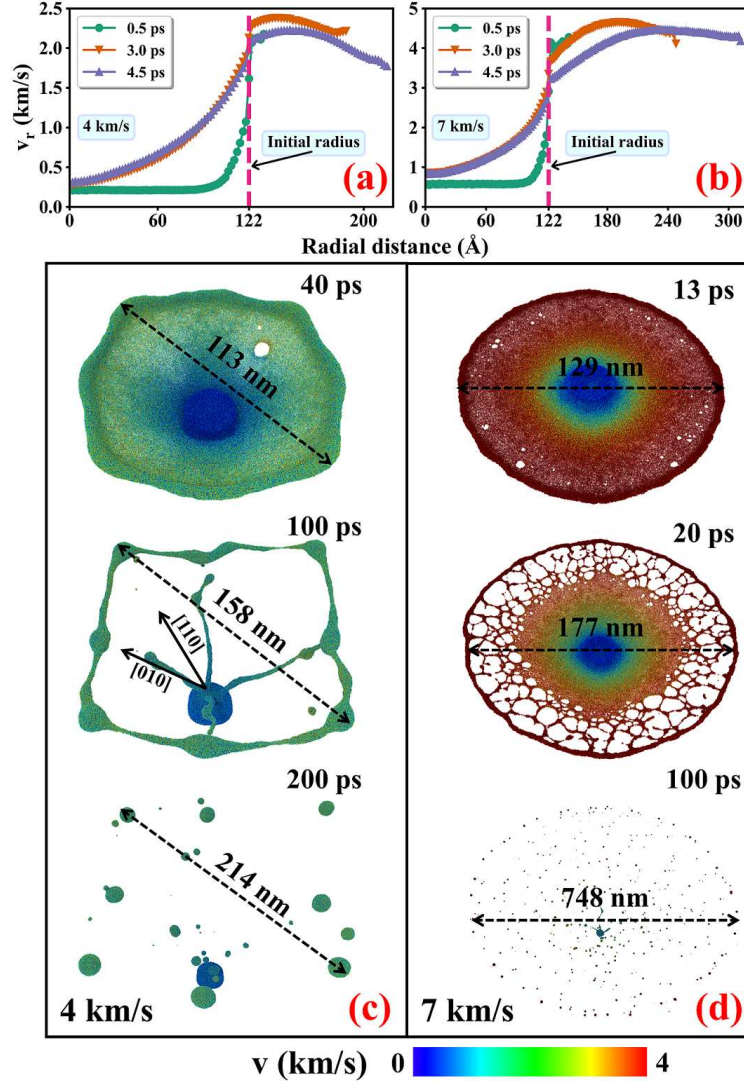 2.5
2.0
1.5
1.0
0.5
0.0
v_r (km/s)
0.5 ps
3.0 ps
4.5 ps
4 km/s
Initial radius
(a)
0
60
122
200
5
4
3
2
1
0
0.5 ps
3.0 ps
4.5 ps
7 km/s
Initial radius
(b)
0
60
122
180
240
300
Radial distance (Å)
40 ps
113 nm
100 ps
158 nm
[110]
[010]
200 ps
214 nm
4 km/s
(c)
13 ps
129 nm
20 ps
177 nm
100 ps
748 nm
7 km/s
(d)
v (km/s)
0
4